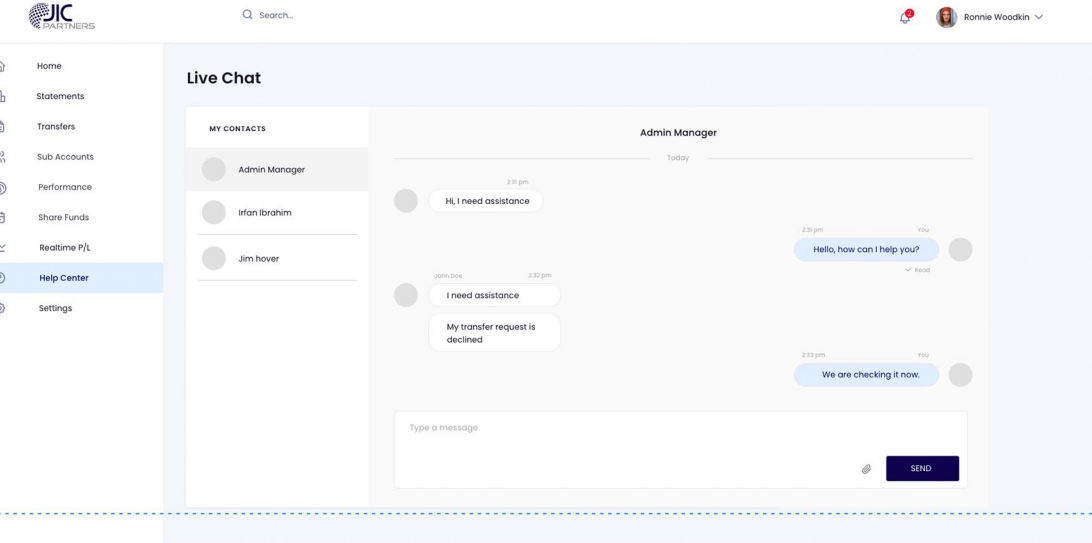 JIC
PARTNERS
Search...
2
Ronnie Woodkin
Home
Statements
Transfers
Sub Accounts
Performance
Share Funds
Realtime P/L
Help Center
Settings
Live Chat
MY CONTACTS
Admin Manager
Irfan Ibrahim
Jim hover
Admin Manager
Today
2:31 pm
Hi, I need assistance
2:31 pm You
Hello, how can I help you?
Read
John Doe 2:32 pm
I need assistance
My transfer request is
declined
2:33 pm You
We are checking it now.
Type a message
SEND